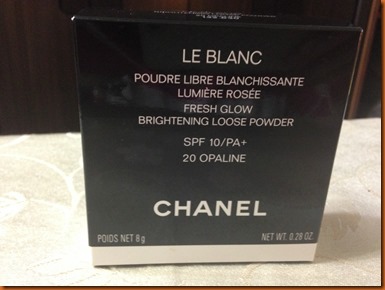 LE BLANC
POUDRE LIBRE BLANCHISSANTE
LUMIÈRE ROSÉE
FRESH GLOW
BRIGHTENING LOOSE POWDER
SPF 10/PA+
20 OPALINE
CHANEL
POIDS NET 8 g NET WT. 0.28 OZ.